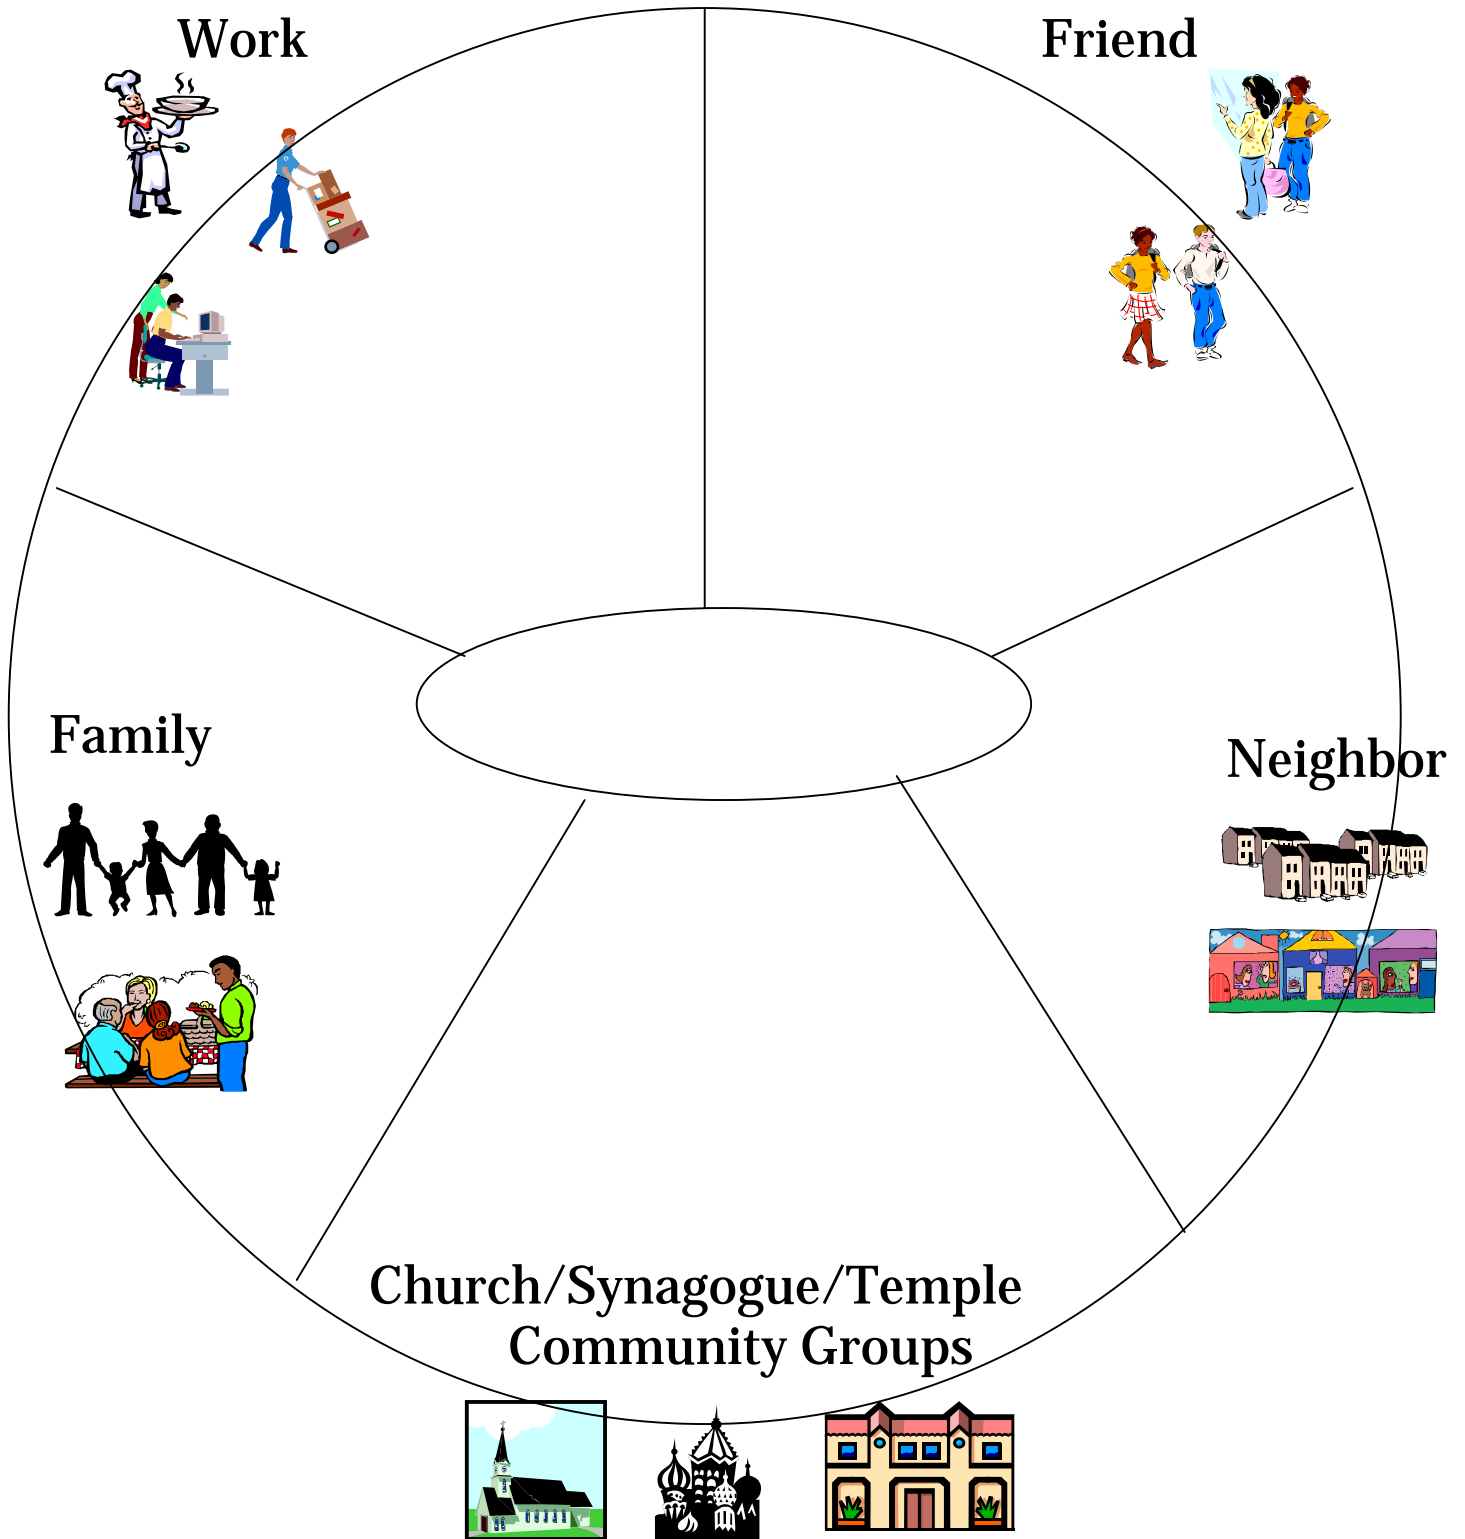 Work
Friend
Family
Neighbor
Church/Synagogue/Temple
Community Groups